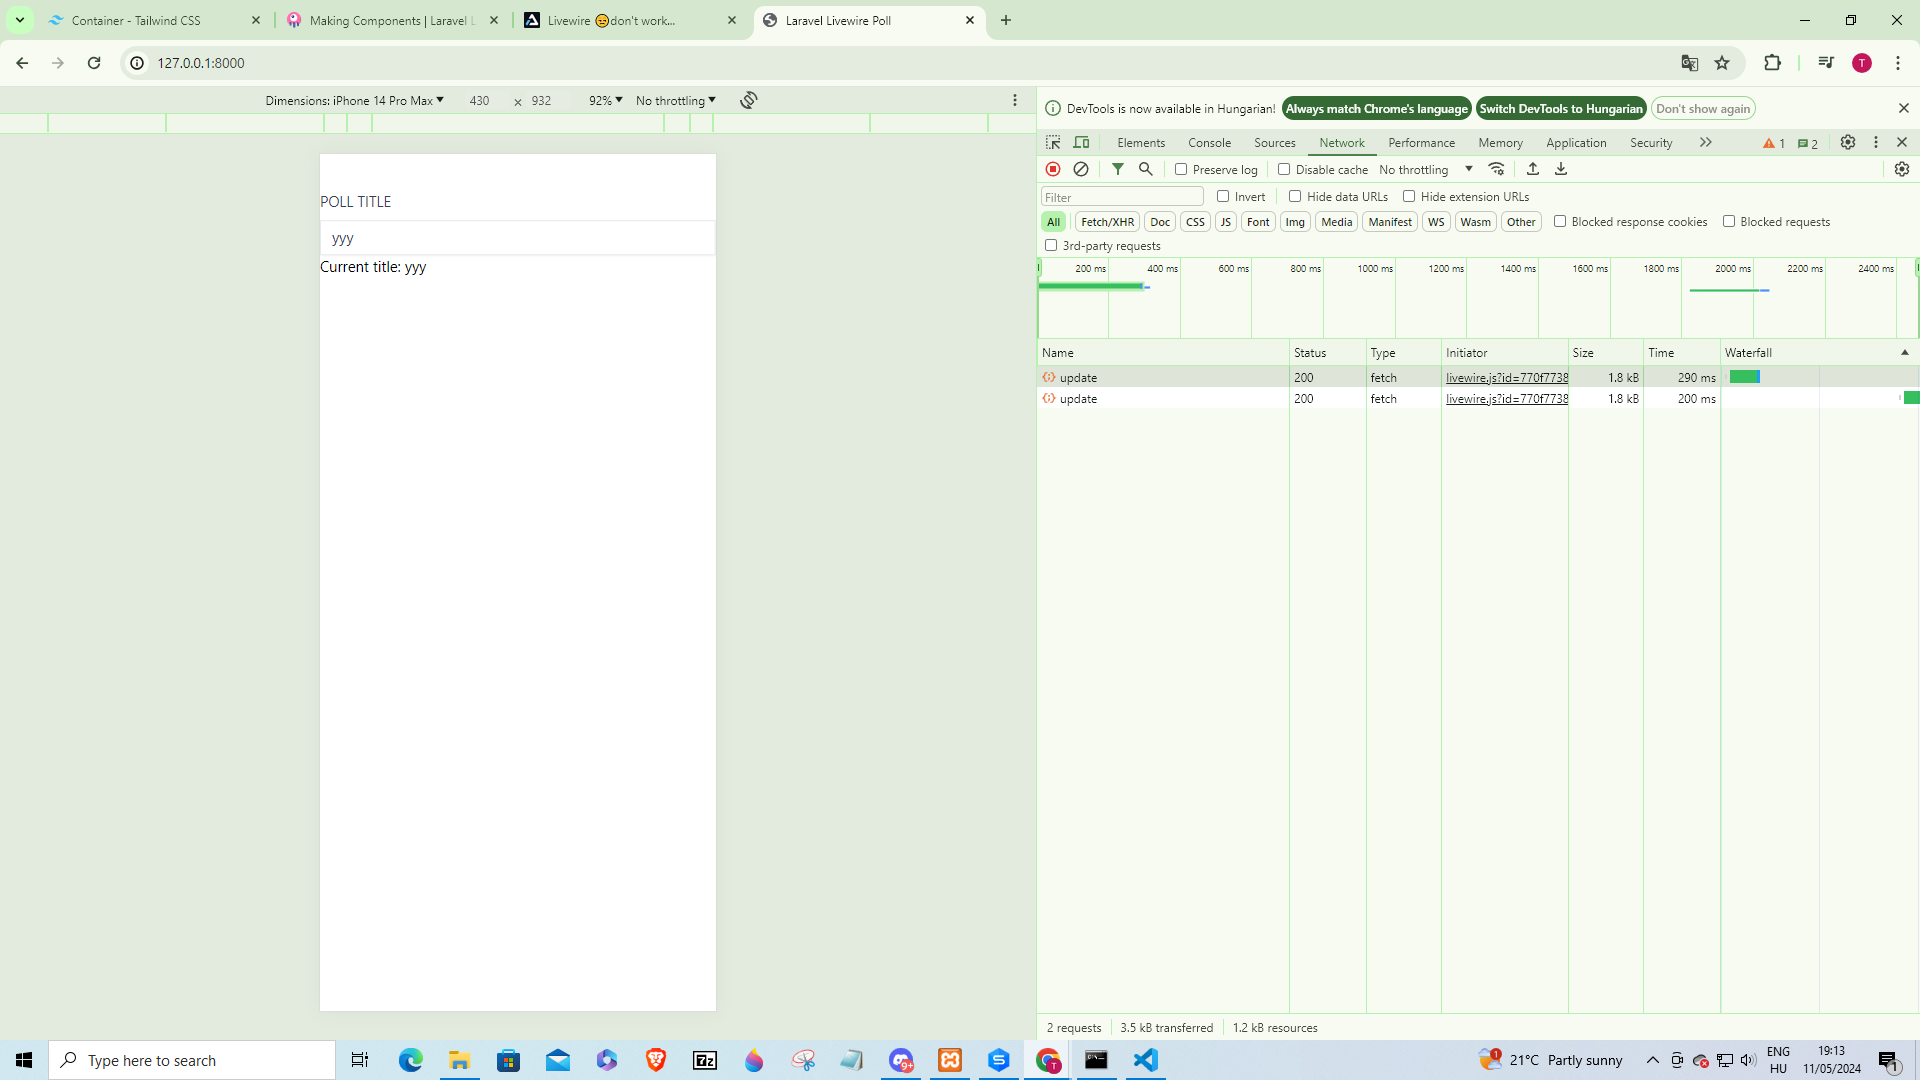 Container - Tailwind CSS
Making Components | Laravel L
Livewire 😔don't work...
Laravel Livewire Poll
127.0.0.1:8000
T
Dimensions: iPhone 14 Pro Max 430 × 932 92% No throttling
DevTools is now available in Hungarian! Always match Chrome's language Switch DevTools to Hungarian Don't show again
Elements Console Sources Network Performance Memory Application Security 1 2
Preserve log Disable cache No throttling
Filter Invert Hide data URLs Hide extension URLs
All Fetch/XHR Doc CSS JS Font Img Media Manifest WS Wasm Other Blocked response cookies Blocked requests
3rd-party requests
200 ms 400 ms 600 ms 800 ms 1000 ms 1200 ms 1400 ms 1600 ms 1800 ms 2000 ms 2200 ms 2400 ms
Name Status Type Initiator Size Time Waterfall
update 200 fetch livewire.js?id=770f7738 1.8 kB 290 ms
update 200 fetch livewire.js?id=770f7738 1.8 kB 200 ms
2 requests 3.5 kB transferred 1.2 kB resources
POLL TITLE
yyy
Current title: yyy
Type here to search
7z
9+
T
1
21°C Partly sunny
ENG
HU
19:13
11/05/2024
1